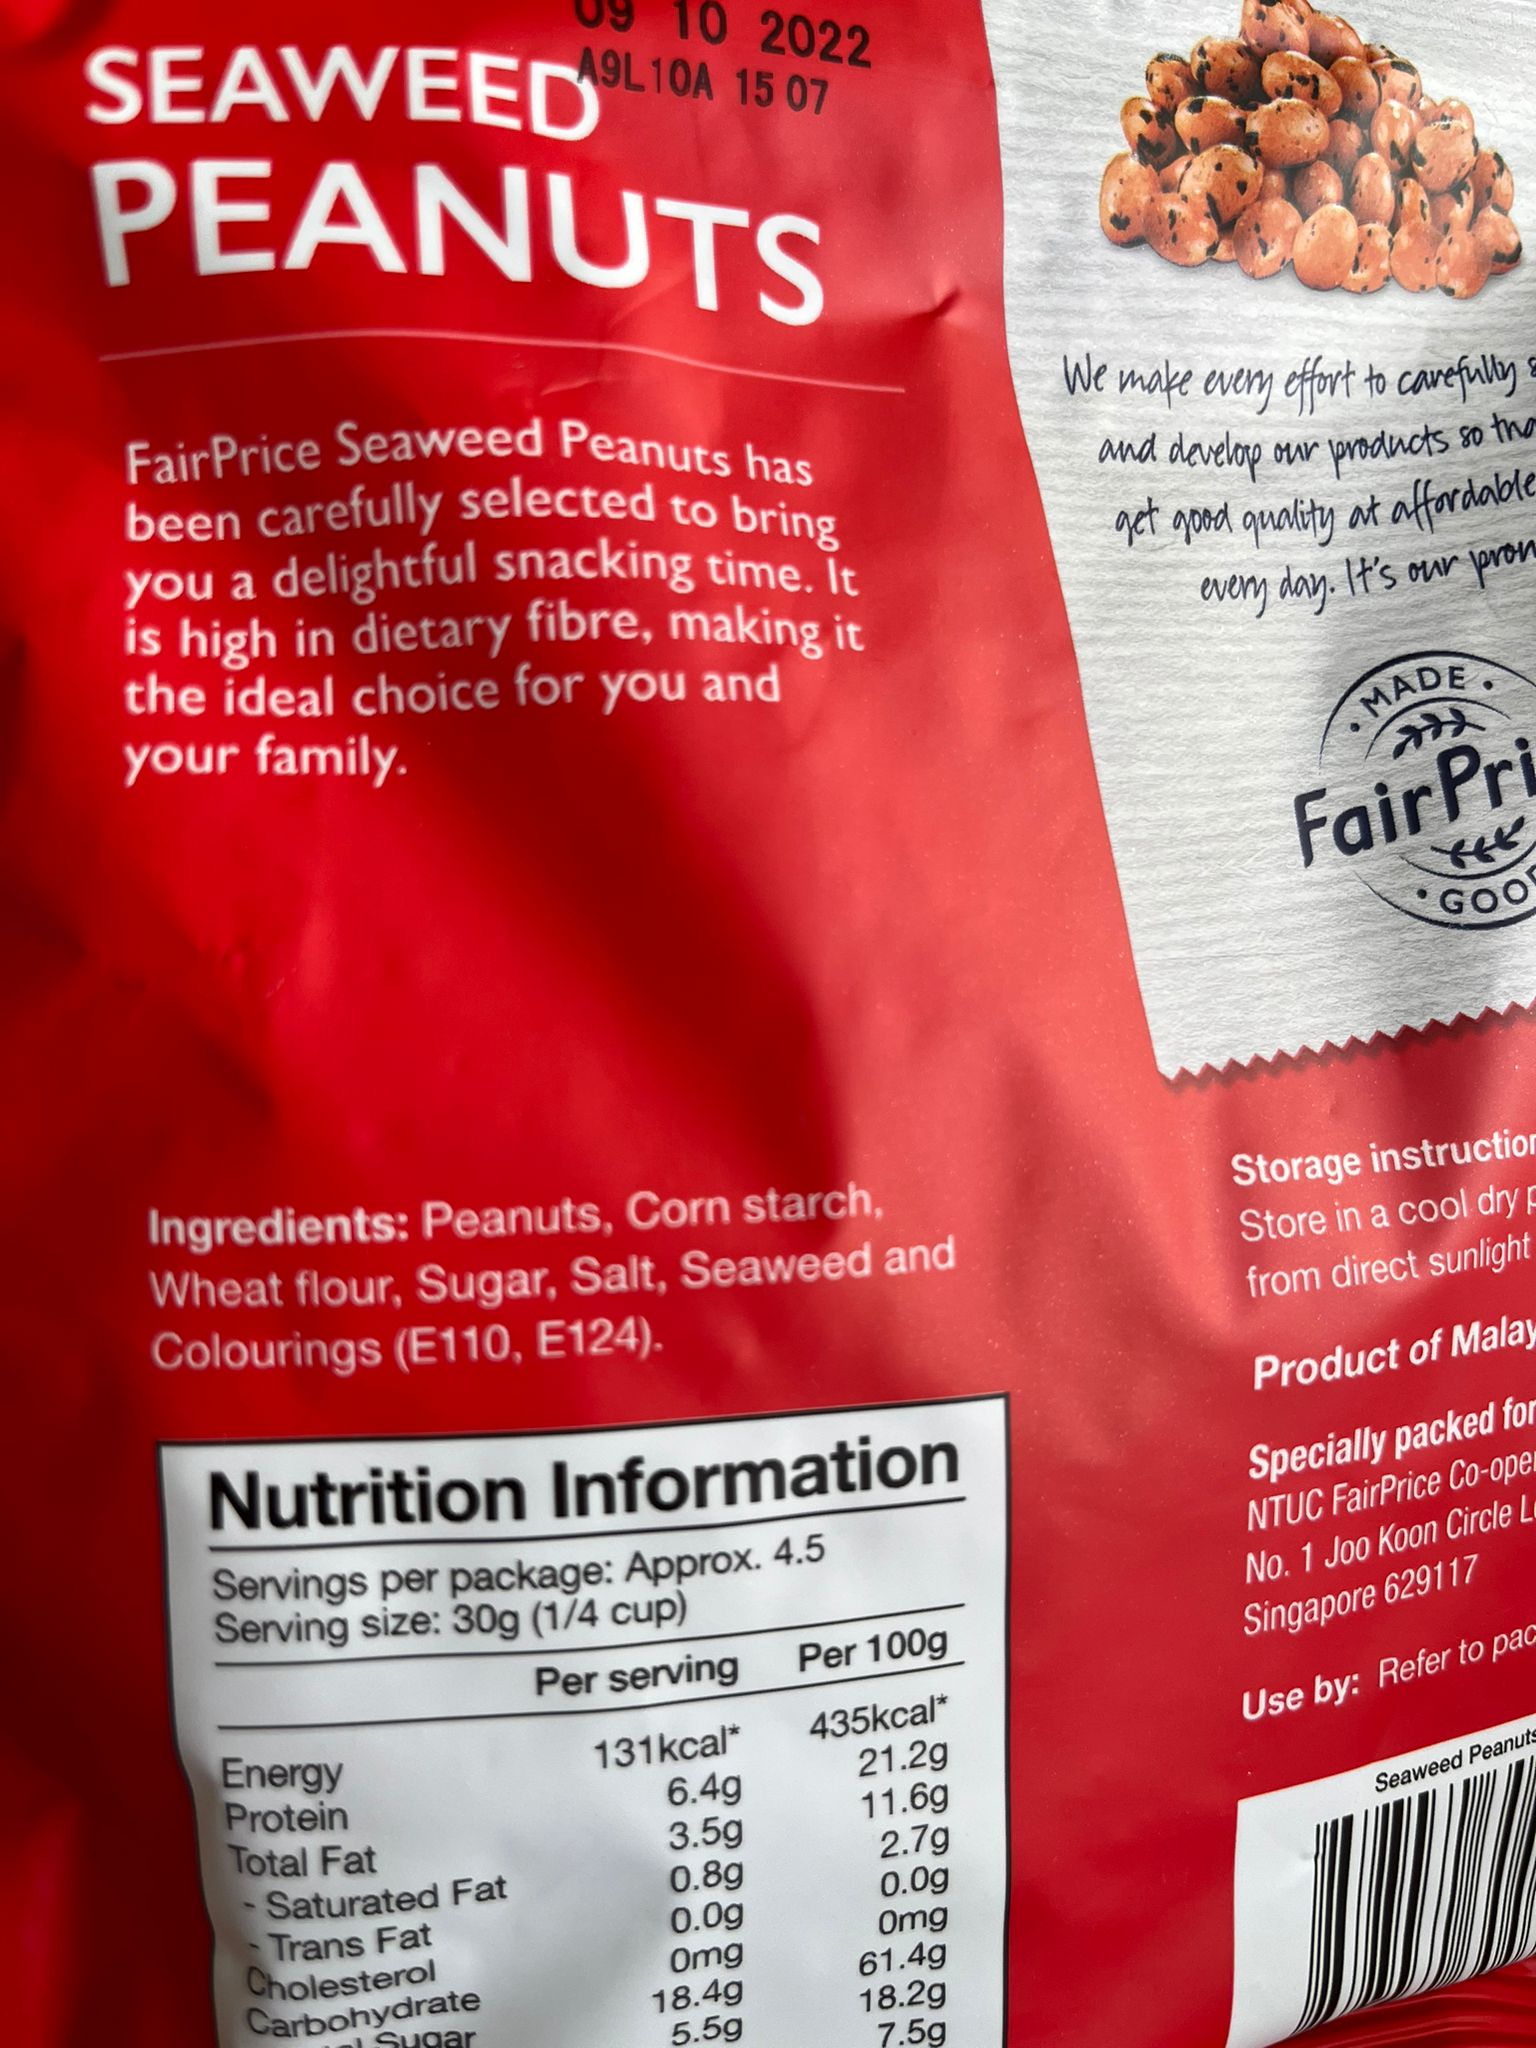 09 10 2022
A9L10A 15 07
SEAWEED
PEANUTS
FairPrice Seaweed Peanuts has
been carefully selected to bring
you a delightful snacking time. It
is high in dietary fibre, making it
the ideal choice for you and
your family.
We make every effort to carefully
and develop our products so
get good quality at affordable
every day. It's our
MADE
FairPri
GOO
Ingredients: Peanuts, Corn starch,
Wheat flour, Sugar, Salt, Seaweed and
Colourings (E110, E124).
Nutrition Information
Servings per package: Approx. 4.5
Serving size: 30g (1/4 cup)
Per serving Per 100g
Energy 131kcal* 435kcal*
Protein 6.4g 21.2g
Total Fat 3.5g 11.6g
- Saturated Fat 0.8g 2.7g
- Trans Fat 0.0g 0.0g
Cholesterol 0mg 0mg
Carbohydrate 18.4g 61.4g
Sugar 5.5g 18.2g
7.5g
Storage instruction
Store in a cool dry
from direct sunlight
Product of Malay
Specially packed for
NTUC FairPrice Co-oper
No. 1 Joo Koon Circle
Singapore 629117
Use by: Refer to pac
Seaweed Peanuts